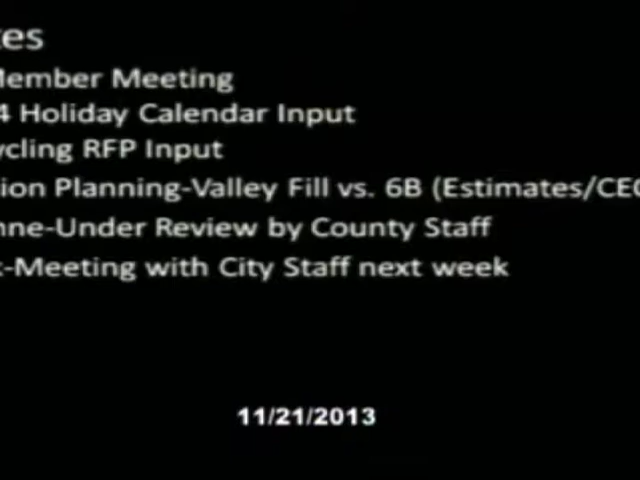 es
Member Meeting
4 Holiday Calendar Input
ycling RFP Input
ion Planning-Valley Fill vs. 6B (Estimates/CEQ
nne-Under Review by County Staff
-Meeting with City Staff next week
11/21/2013